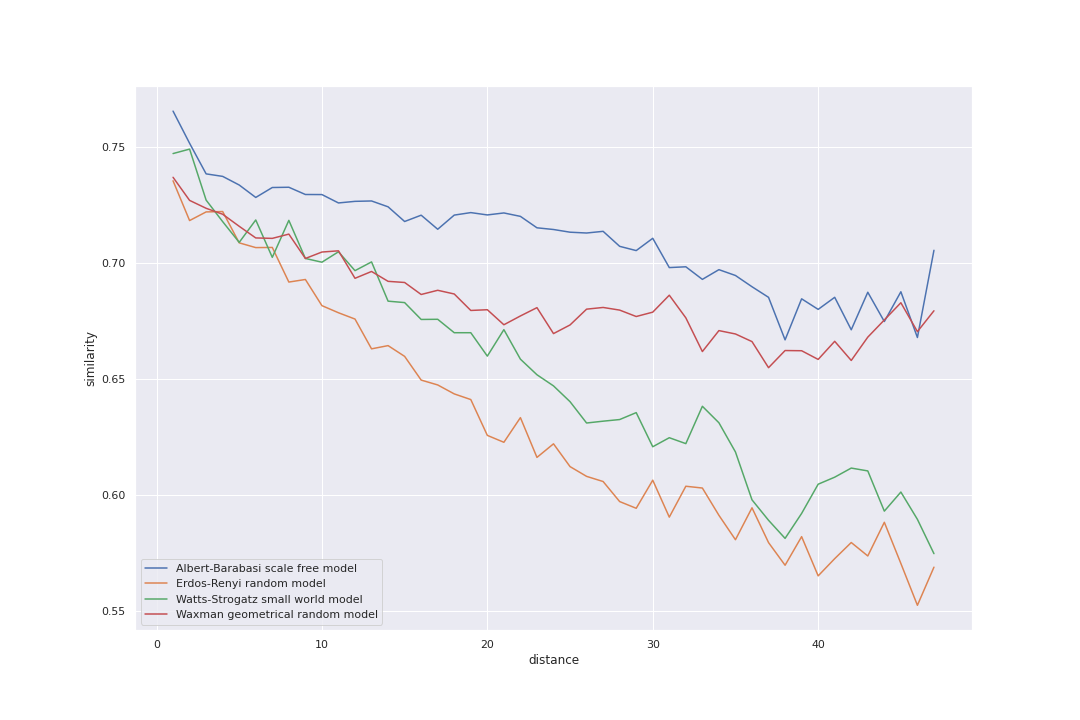 0.75
0.70
0.65
0.60
0.55
similarity
Albert-Barabasi scale free model
Erdos-Renyi random model
Watts-Strogatz small world model
Waxman geometrical random model
0 10 20 30 40
distance